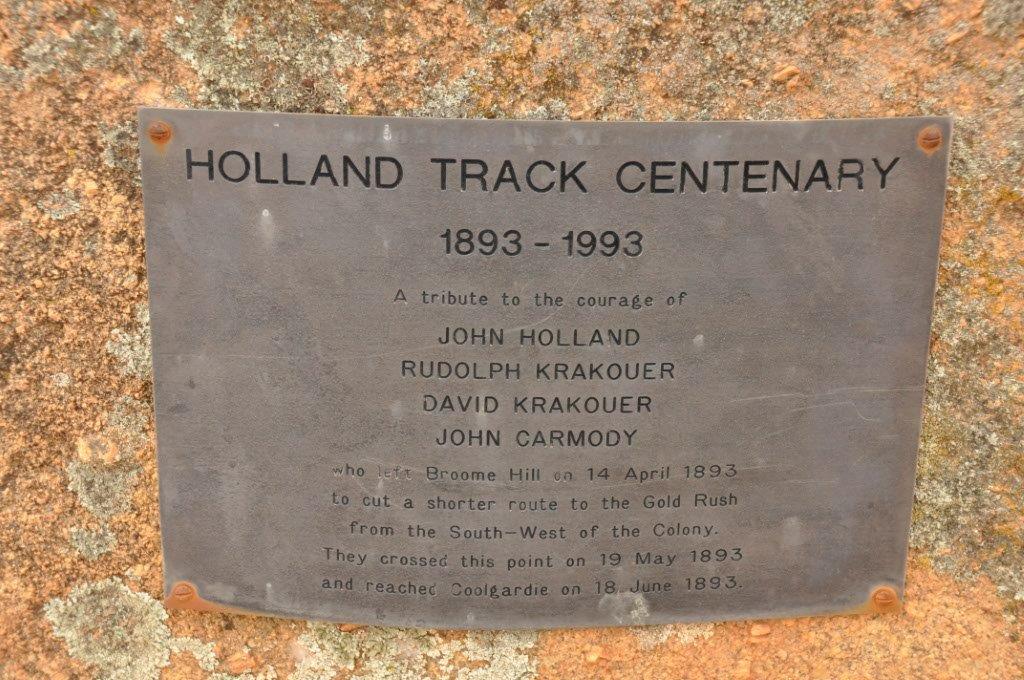 HOLLAND TRACK CENTENARY
1893 - 1993
A tribute to the courage of
JOHN HOLLAND
RUDOLPH KRAKOUER
DAVID KRAKOUER
JOHN CARMODY
who left Broome Hill on 14 April 1893
to cut a shorter route to the Gold Rush
from the South-West of the Colony.
They crossed this point on 19 May 1893
and reached Coolgardie on 18 June 1893.